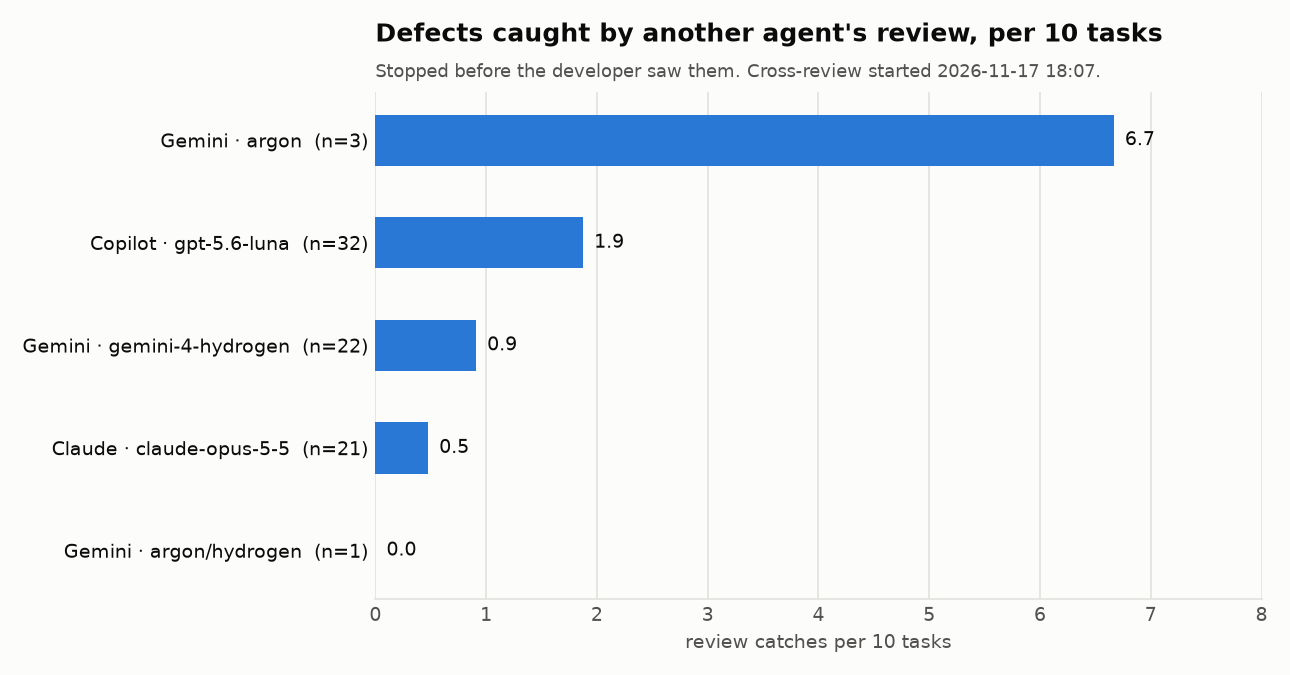 Defects caught by another agent's review, per 10 tasks
Stopped before the developer saw them. Cross-review started 2026-11-17 18:07.
Gemini · argon (n=3) 6.7
Copilot · gpt-5.6-luna (n=32) 1.9
Gemini · gemini-4-hydrogen (n=22) 0.9
Claude · claude-opus-5-5 (n=21) 0.5
Gemini · argon/hydrogen (n=1) 0.0
0 1 2 3 4 5 6 7 8
review catches per 10 tasks